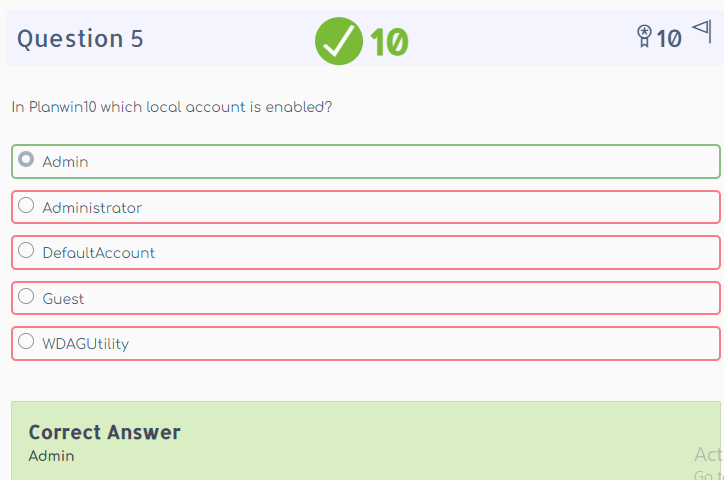 Question 5
10
10
In Planwin10 which local account is enabled?
Admin
Administrator
DefaultAccount
Guest
WDAGUtility
Correct Answer
Admin
Act
Go t